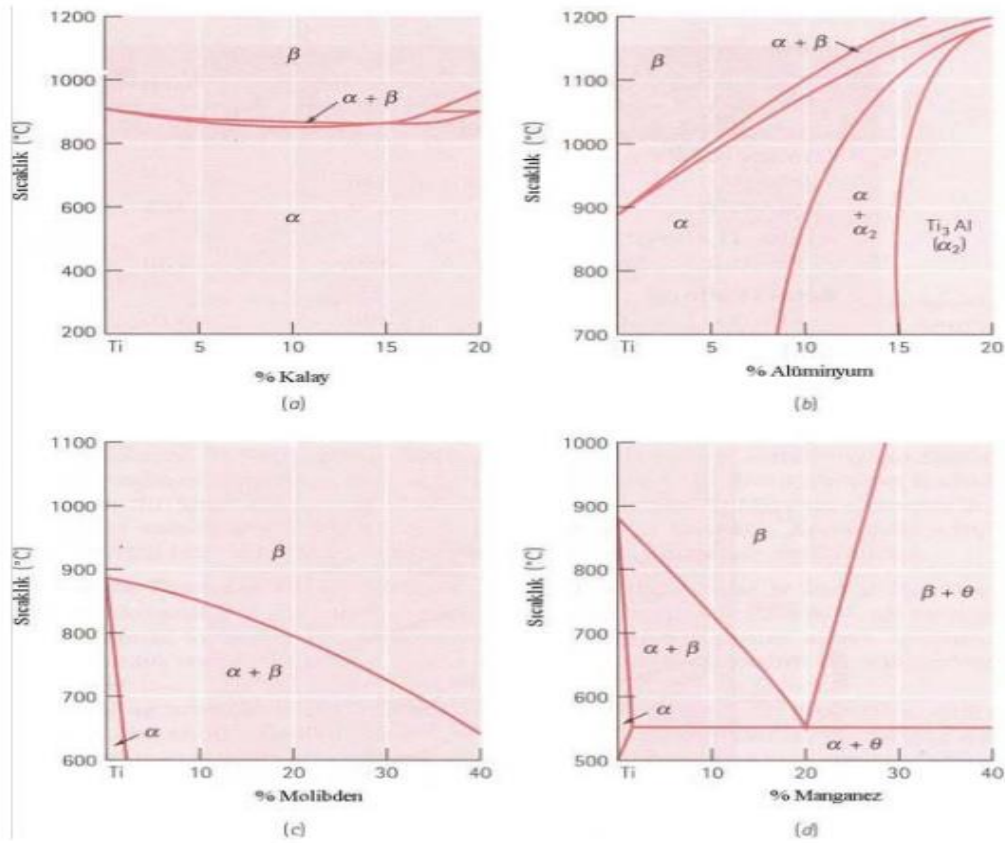 1200
1000
800
600
400
200
Sıcaklık (°C)
β
α + β
α
Ti
5
10
15
20
% Kalay
(a)
1200
1100
1000
900
800
700
Sıcaklık (°C)
β
α + β
α
α
+
α₂
Ti₃ Al
(α₂)
Ti
5
10
15
20
% Alüminyum
(b)
1100
1000
900
800
700
600
Sıcaklık (°C)
β
α + β
α
Ti
10
20
30
40
% Molibden
(c)
1000
900
800
700
600
500
Sıcaklık (°C)
β
β + θ
α + β
α
α + θ
Ti
10
20
30
40
% Manganez
(d)